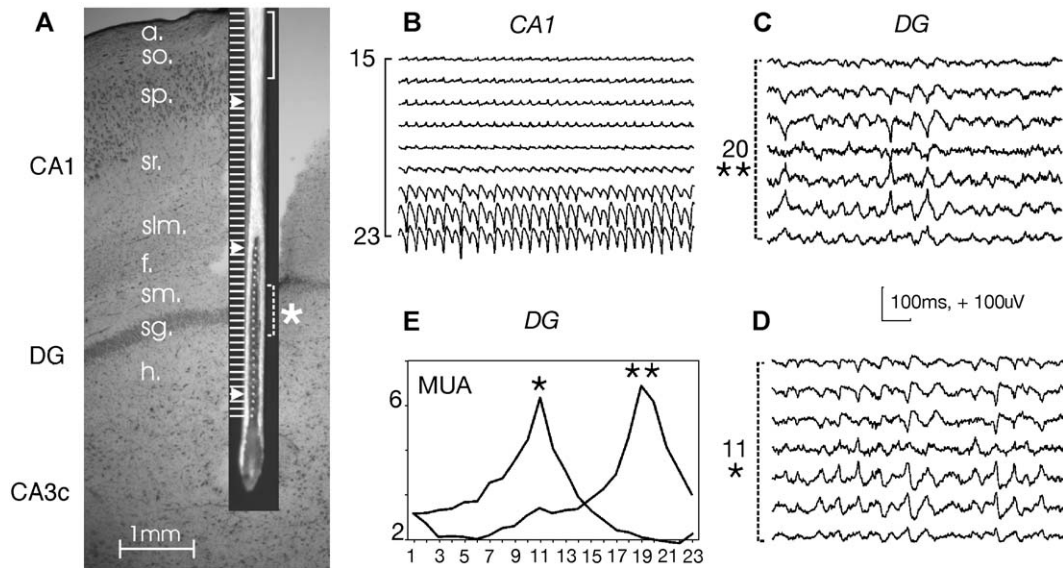 A
a.
so.
sp.
CA1
sr.
slm.
f.
sm.
*
sg.
DG
h.
CA3c
1mm
B
CA1
15
23
C
DG
20
**
100ms, + 100uV
E
DG
MUA
*
**
6
2
1 3 5 7 9 11 13 15 17 19 21 23
D
11
*